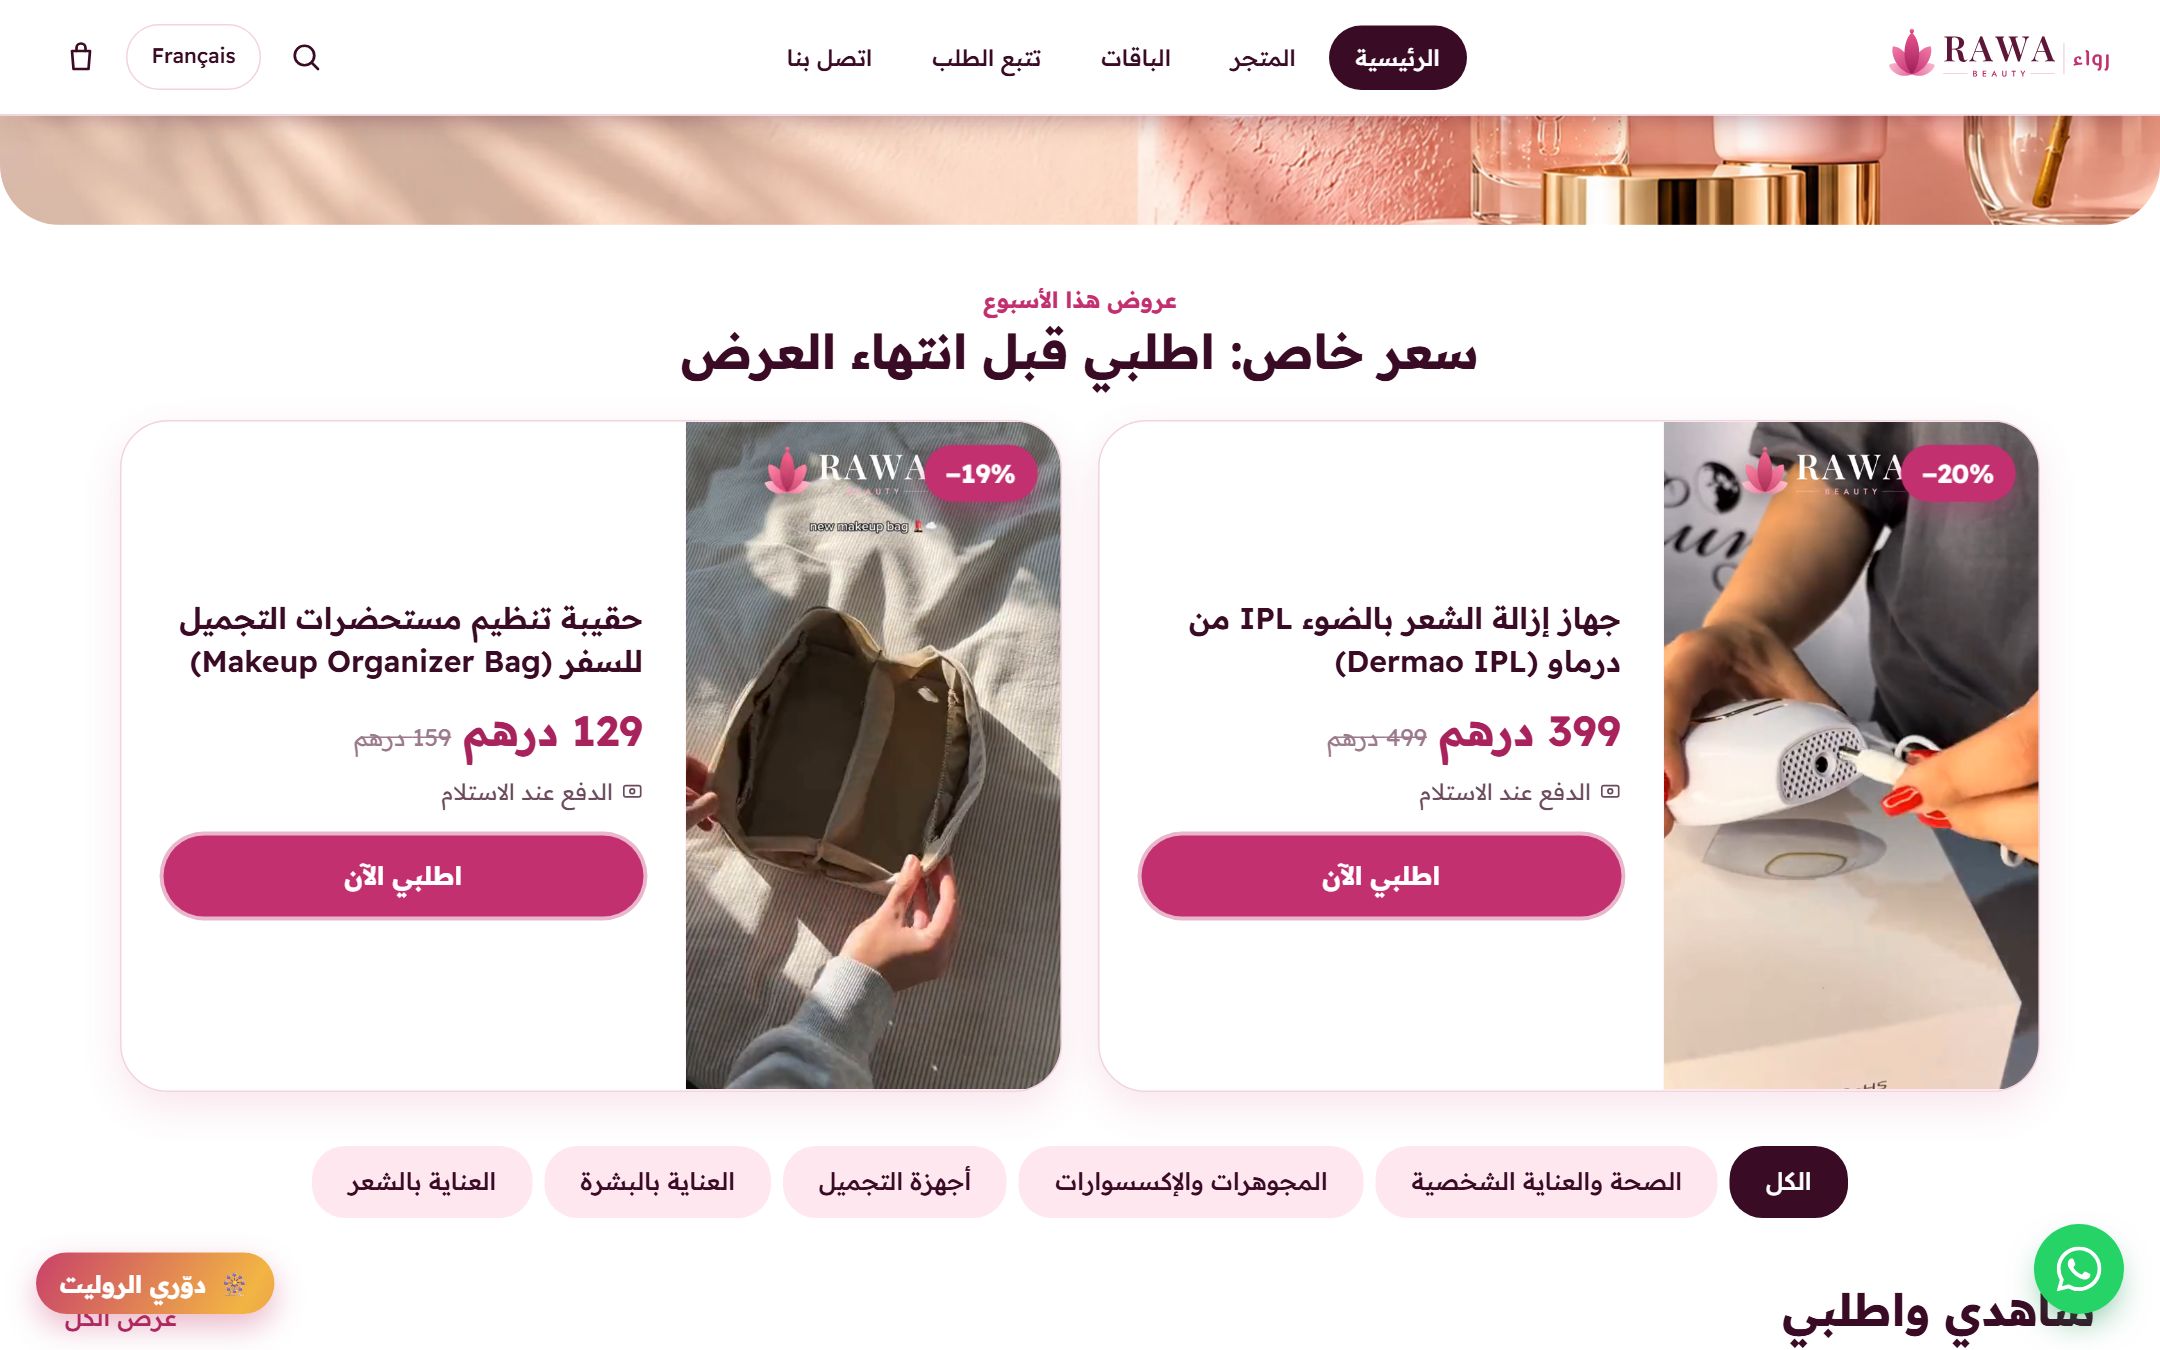 رواء
RAWA
BEAUTY
الرئيسية
المتجر
الباقات
تتبع الطلب
اتصل بنا
Français
عروض هذا الأسبوع
سعر خاص: اطلبي قبل انتهاء العرض
RAWA
BEAUTY
–20%
جهاز إزالة الشعر بالضوء IPL من
درماو (Dermao IPL)
399 درهم 499 درهم
الدفع عند الاستلام
اطلبي الآن
RAWA
BEAUTY
–19%
new makeup bag
حقيبة تنظيم مستحضرات التجميل
للسفر (Makeup Organizer Bag)
129 درهم 159 درهم
الدفع عند الاستلام
اطلبي الآن
الكل
الصحة والعناية الشخصية
المجوهرات والإكسسوارات
أجهزة التجميل
العناية بالبشرة
العناية بالشعر
شاهدي واطلبي
عرض الكل
دوّري الروليت